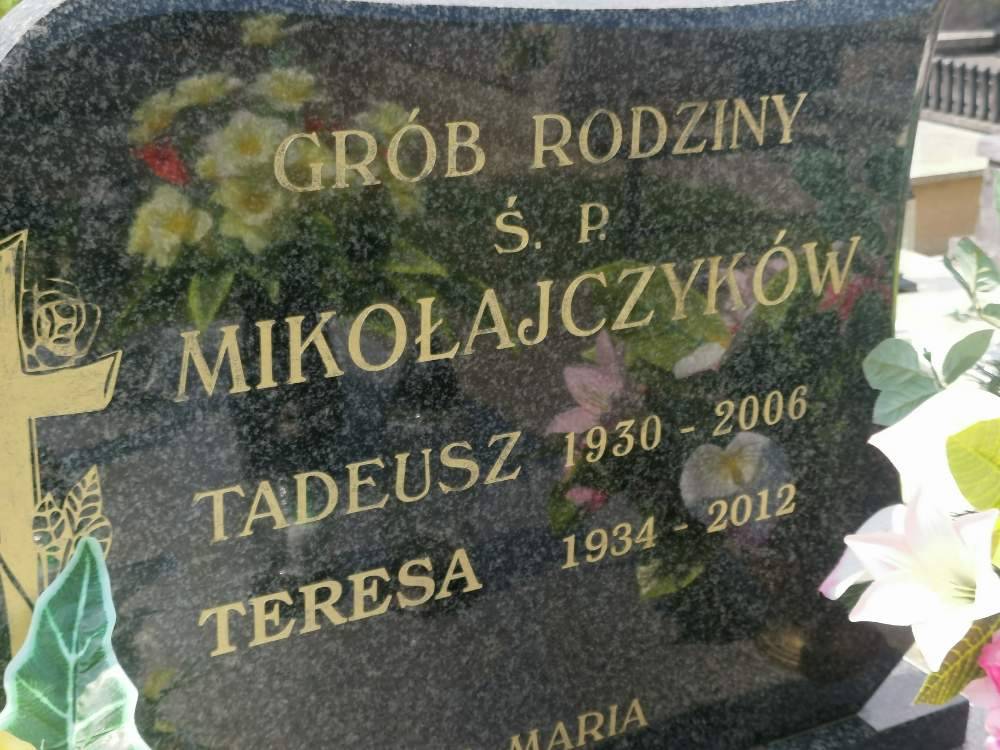 GRÓB RODZINY
Ś. P.
MIKOŁAJCZYKÓW
TADEUSZ 1930 - 2006
TERESA 1934 - 2012
MARIA